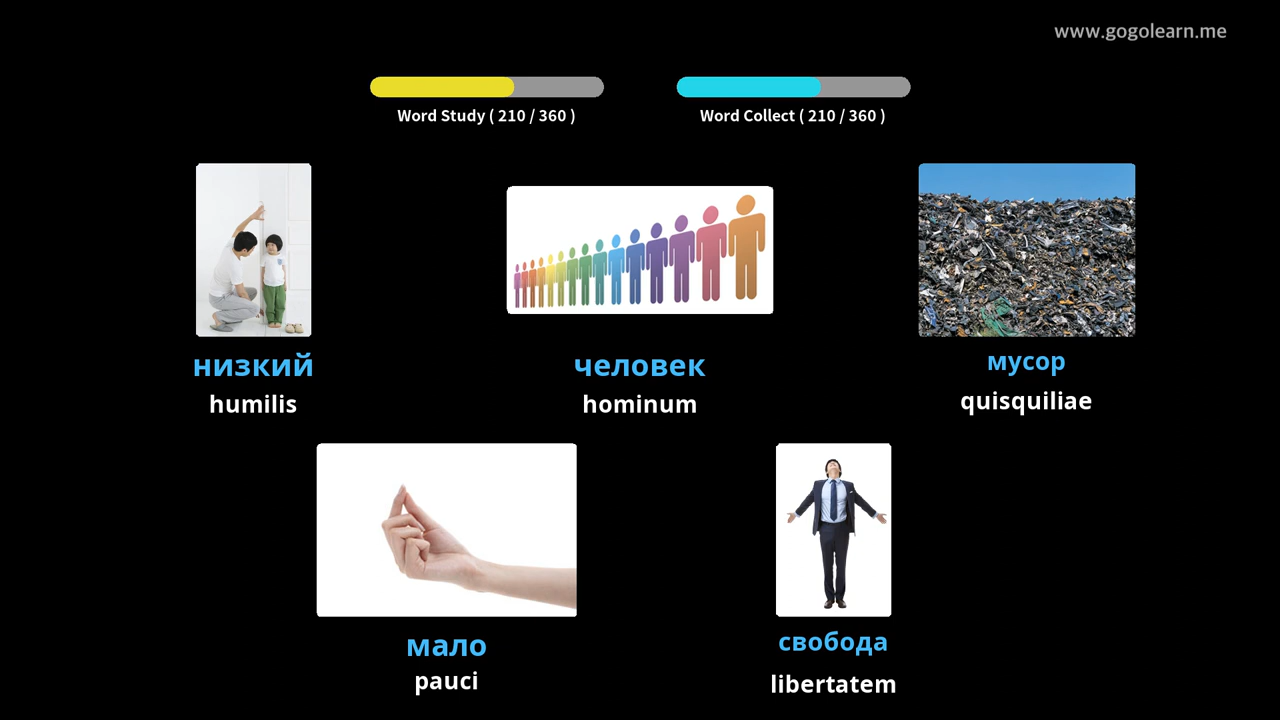 www.gogolearn.me
Word Study ( 210 / 360 )
Word Collect ( 210 / 360 )
низкий
humilis
человек
hominum
мусор
quisquiliae
мало
pauci
свобода
libertatem